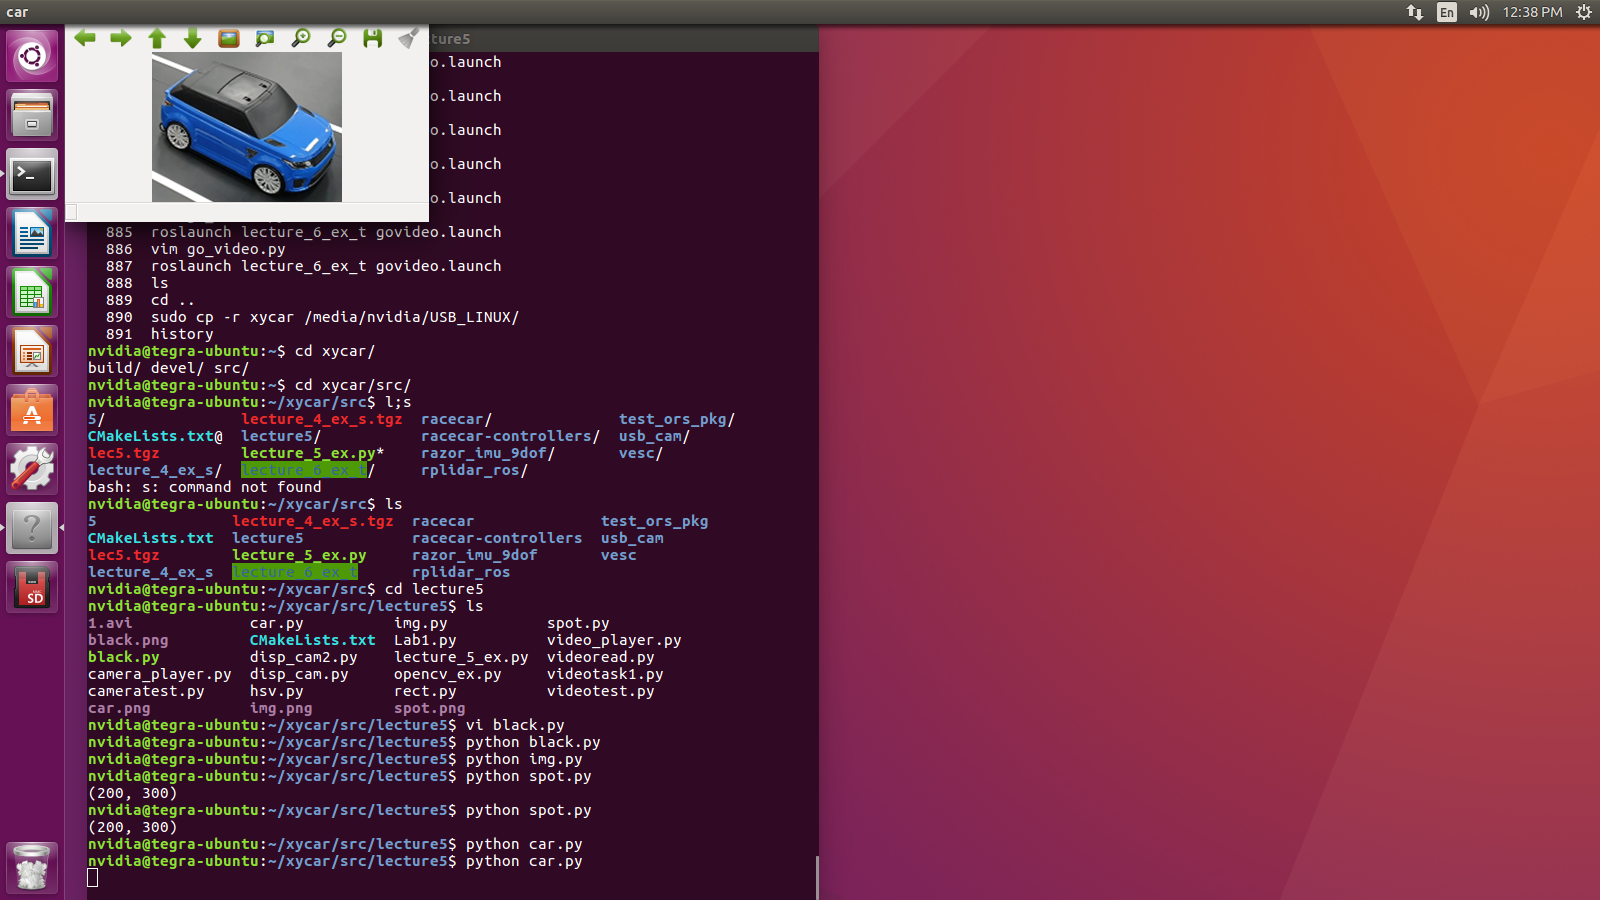 car
En
12:38 PM
ture5
o.launch
o.launch
o.launch
o.launch
o.launch
885 roslaunch lecture_6_ex_t govideo.launch
886 vim go_video.py
887 roslaunch lecture_6_ex_t govideo.launch
888 ls
889 cd ..
890 sudo cp -r xycar /media/nvidia/USB_LINUX/
891 history
nvidia@tegra-ubuntu:~$ cd xycar/
build/ devel/ src/
nvidia@tegra-ubuntu:~$ cd xycar/src/
nvidia@tegra-ubuntu:~/xycar/src$ l;s
5/ lecture_4_ex_s.tgz racecar/ test_ors_pkg/
CMakeLists.txt@ lecture5/ racecar-controllers/ usb_cam/
lec5.tgz lecture_5_ex.py* razor_imu_9dof/ vesc/
lecture_4_ex_s/ lecture_6_ex_t/ rplidar_ros/
bash: s: command not found
nvidia@tegra-ubuntu:~/xycar/src$ ls
5 lecture_4_ex_s.tgz racecar test_ors_pkg
CMakeLists.txt lecture5 racecar-controllers usb_cam
lec5.tgz lecture_5_ex.py razor_imu_9dof vesc
lecture_4_ex_s lecture_6_ex_t rplidar_ros
nvidia@tegra-ubuntu:~/xycar/src$ cd lecture5
nvidia@tegra-ubuntu:~/xycar/src/lecture5$ ls
1.avi car.py img.py spot.py
black.png CMakeLists.txt Lab1.py video_player.py
black.py disp_cam2.py lecture_5_ex.py videoread.py
camera_player.py disp_cam.py opencv_ex.py videotask1.py
cameratest.py hsv.py rect.py videotest.py
car.png img.png spot.png
nvidia@tegra-ubuntu:~/xycar/src/lecture5$ vi black.py
nvidia@tegra-ubuntu:~/xycar/src/lecture5$ python black.py
nvidia@tegra-ubuntu:~/xycar/src/lecture5$ python img.py
nvidia@tegra-ubuntu:~/xycar/src/lecture5$ python spot.py
(200, 300)
nvidia@tegra-ubuntu:~/xycar/src/lecture5$ python spot.py
(200, 300)
nvidia@tegra-ubuntu:~/xycar/src/lecture5$ python car.py
nvidia@tegra-ubuntu:~/xycar/src/lecture5$ python car.py
SD